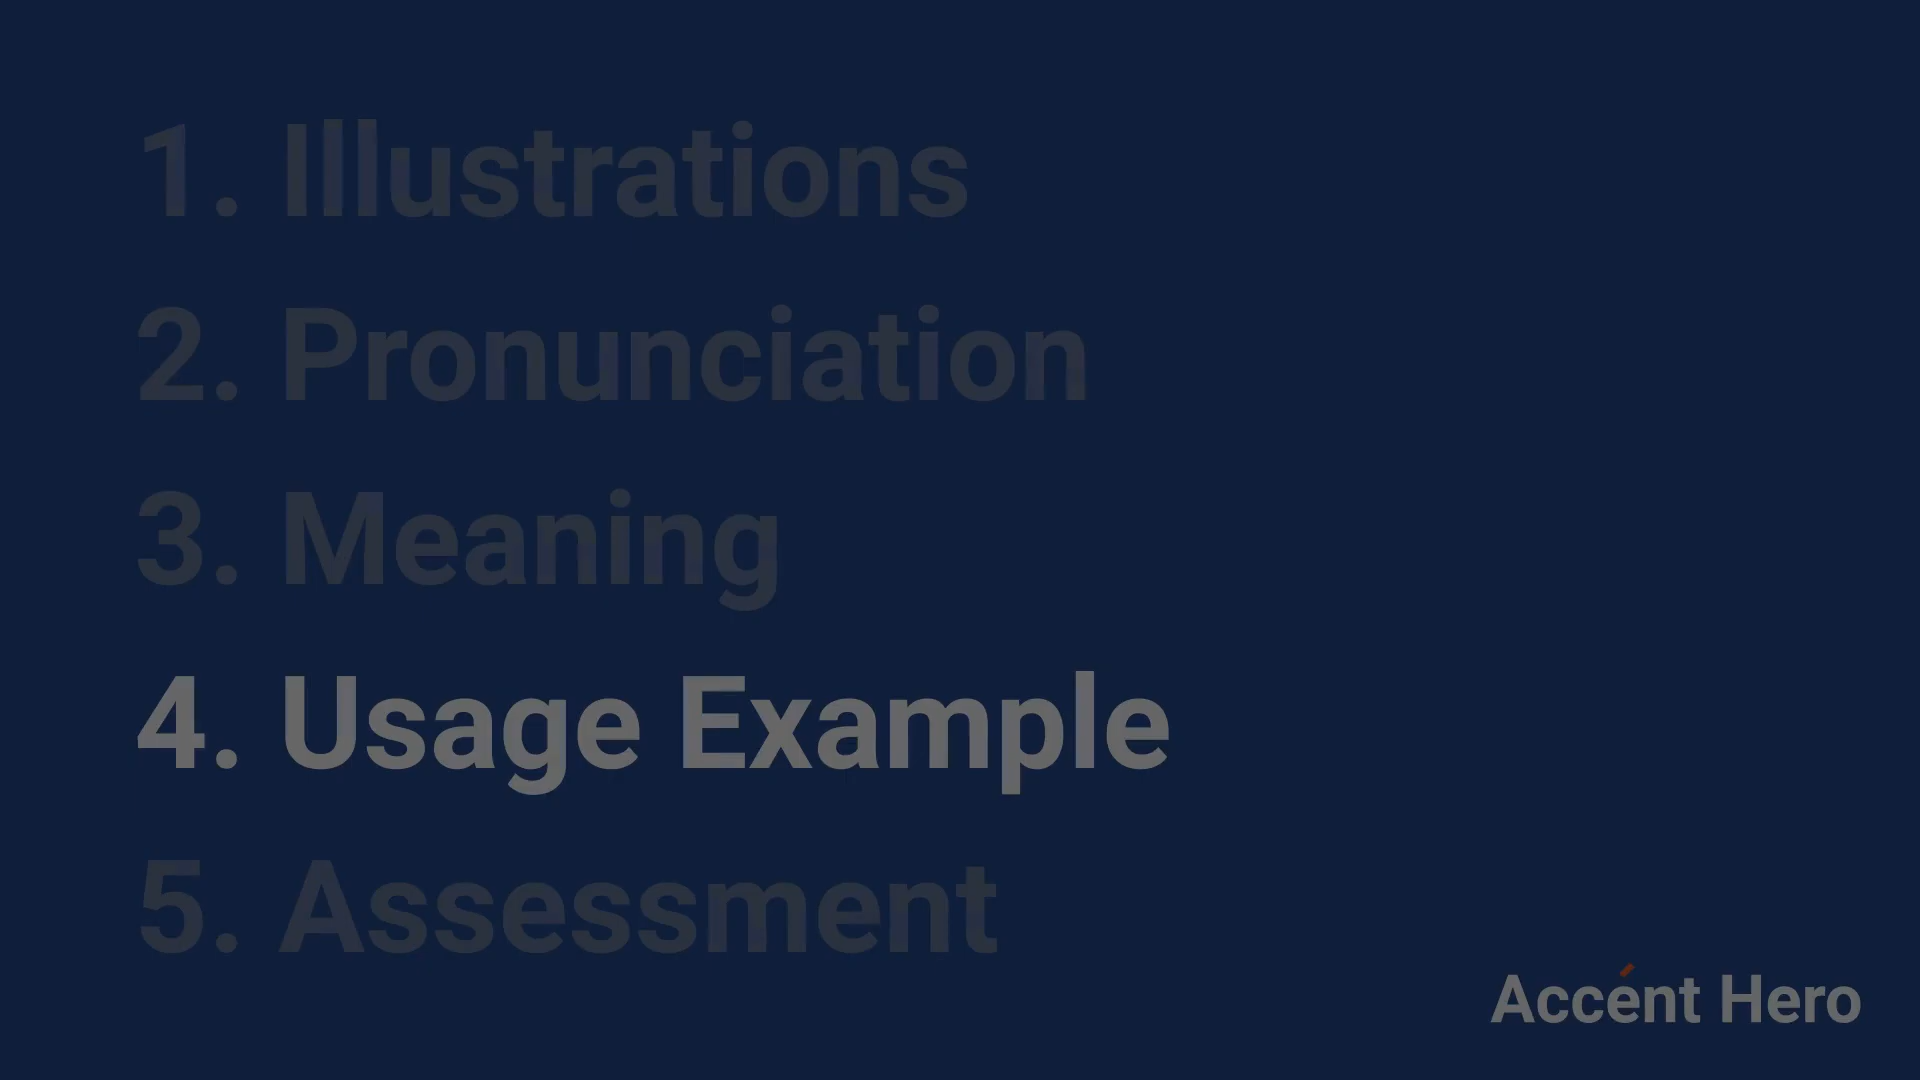 1. Illustrations
2. Pronunciation
3. Meaning
4. Usage Example
5. Assessment
Accent Hero